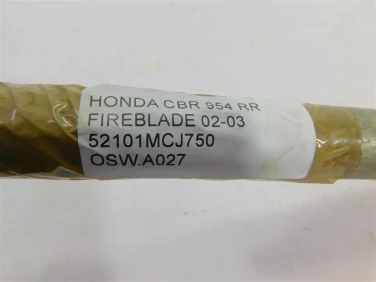 HONDA CBR 954 RR
FIREBLADE 02-03
52101MCJ750
OSW.A027